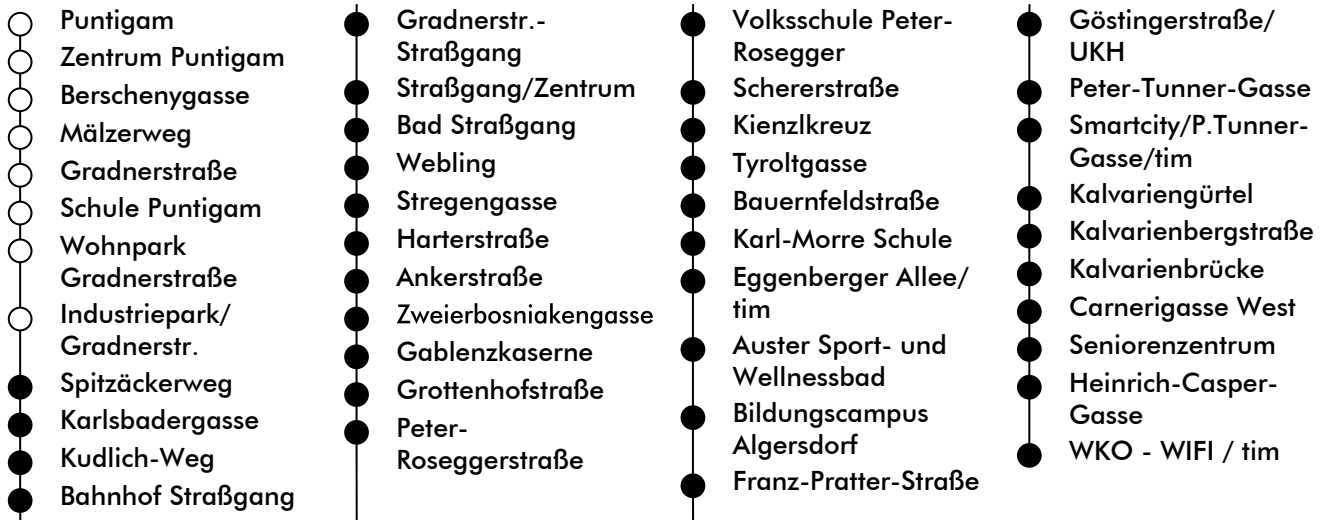 Puntigam
Zentrum Puntigam
Berschenygasse
Mälzerweg
Gradnerstraße
Schule Puntigam
Wohnpark
Gradnerstraße
Industriepark/
Gradnerstr.
Spitzäckerweg
Karlsbadergasse
Kudlich-Weg
Bahnhof Straßgang
Gradnerstr.-
Straßgang
Straßgang/Zentrum
Bad Straßgang
Webling
Stregengasse
Harterstraße
Ankerstraße
Zweierbosniakengasse
Gablenzkaserne
Grottenhofstraße
Peter-
Roseggerstraße
Volksschule Peter-
Rosegger
Schererstraße
Kienzlkreuz
Tyroltgasse
Bauernfeldstraße
Karl-Morre Schule
Eggenberger Allee/
tim
Auster Sport- und
Wellnessbad
Bildungscampus
Algersdorf
Franz-Pratter-Straße
Göstingerstraße/
UKH
Peter-Tunner-Gasse
Smartcity/P.Tunner-
Gasse/tim
Kalvariengürtel
Kalvarienbergstraße
Kalvarienbrücke
Carnerigasse West
Seniorenzentrum
Heinrich-Casper-
Gasse
WKO - WIFI / tim